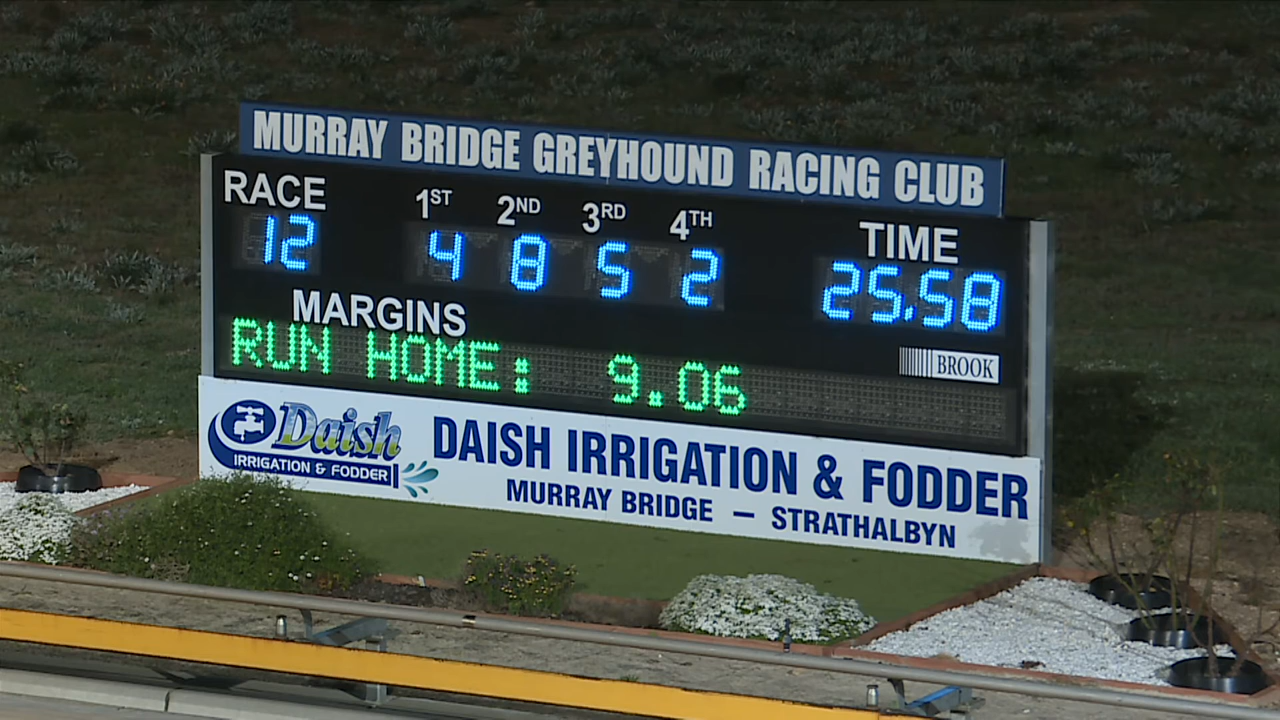 MURRAY BRIDGE GREYHOUND RACING CLUB
RACE 1ST 2ND 3RD 4TH TIME
12 4 8 5 2 25.58
MARGINS
RUN HOME: 9.06
BROOK
Daish
IRRIGATION & FODDER
DAISH IRRIGATION & FODDER
MURRAY BRIDGE – STRATHALBYN